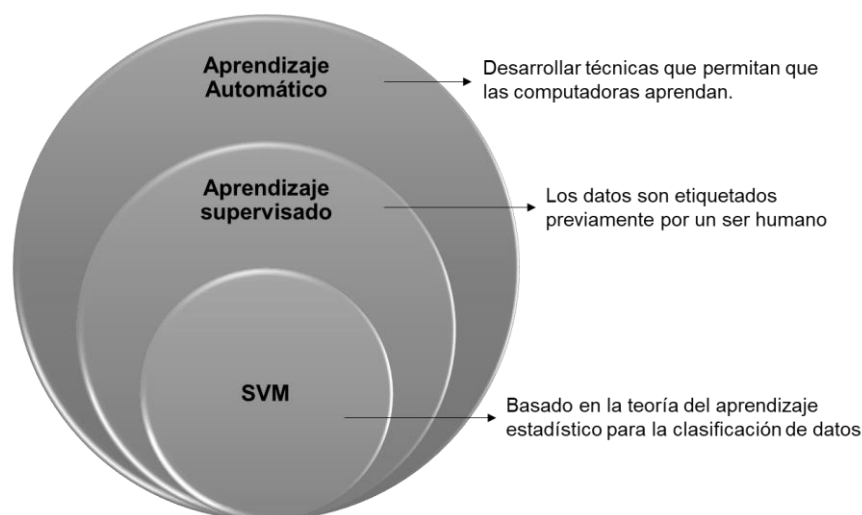 Aprendizaje
Automático
Desarrollar técnicas que permitan que
las computadoras aprendan.
Aprendizaje
supervisado
Los datos son etiquetados
previamente por un ser humano
SVM
Basado en la teoría del aprendizaje
estadístico para la clasificación de datos